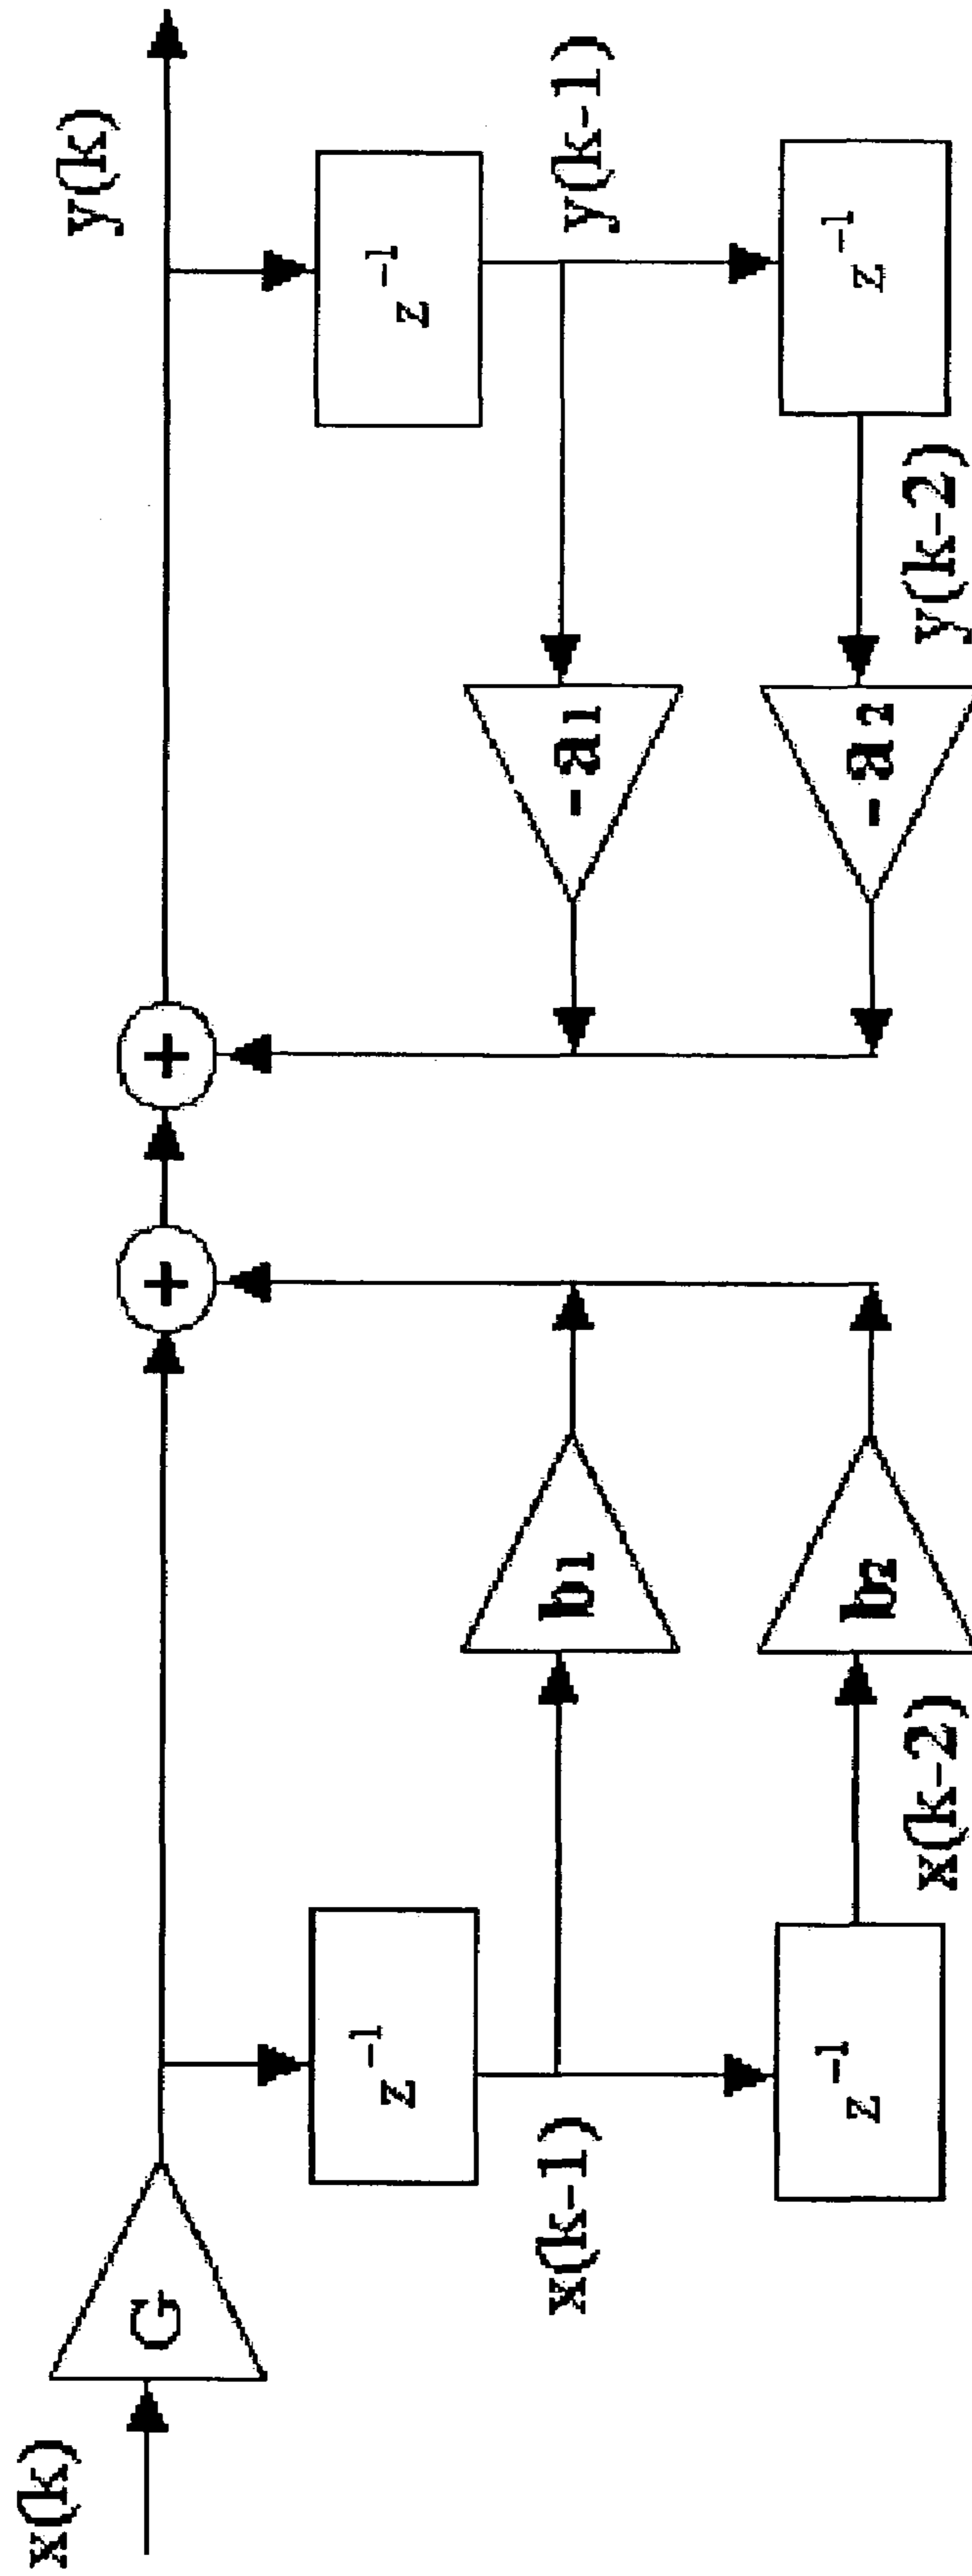 x(k)
G
+
+
y(k)
z⁻¹
z⁻¹
x(k-1)
b1
-a1
y(k-1)
z⁻¹
b2
-a2
z⁻¹
x(k-2)
y(k-2)